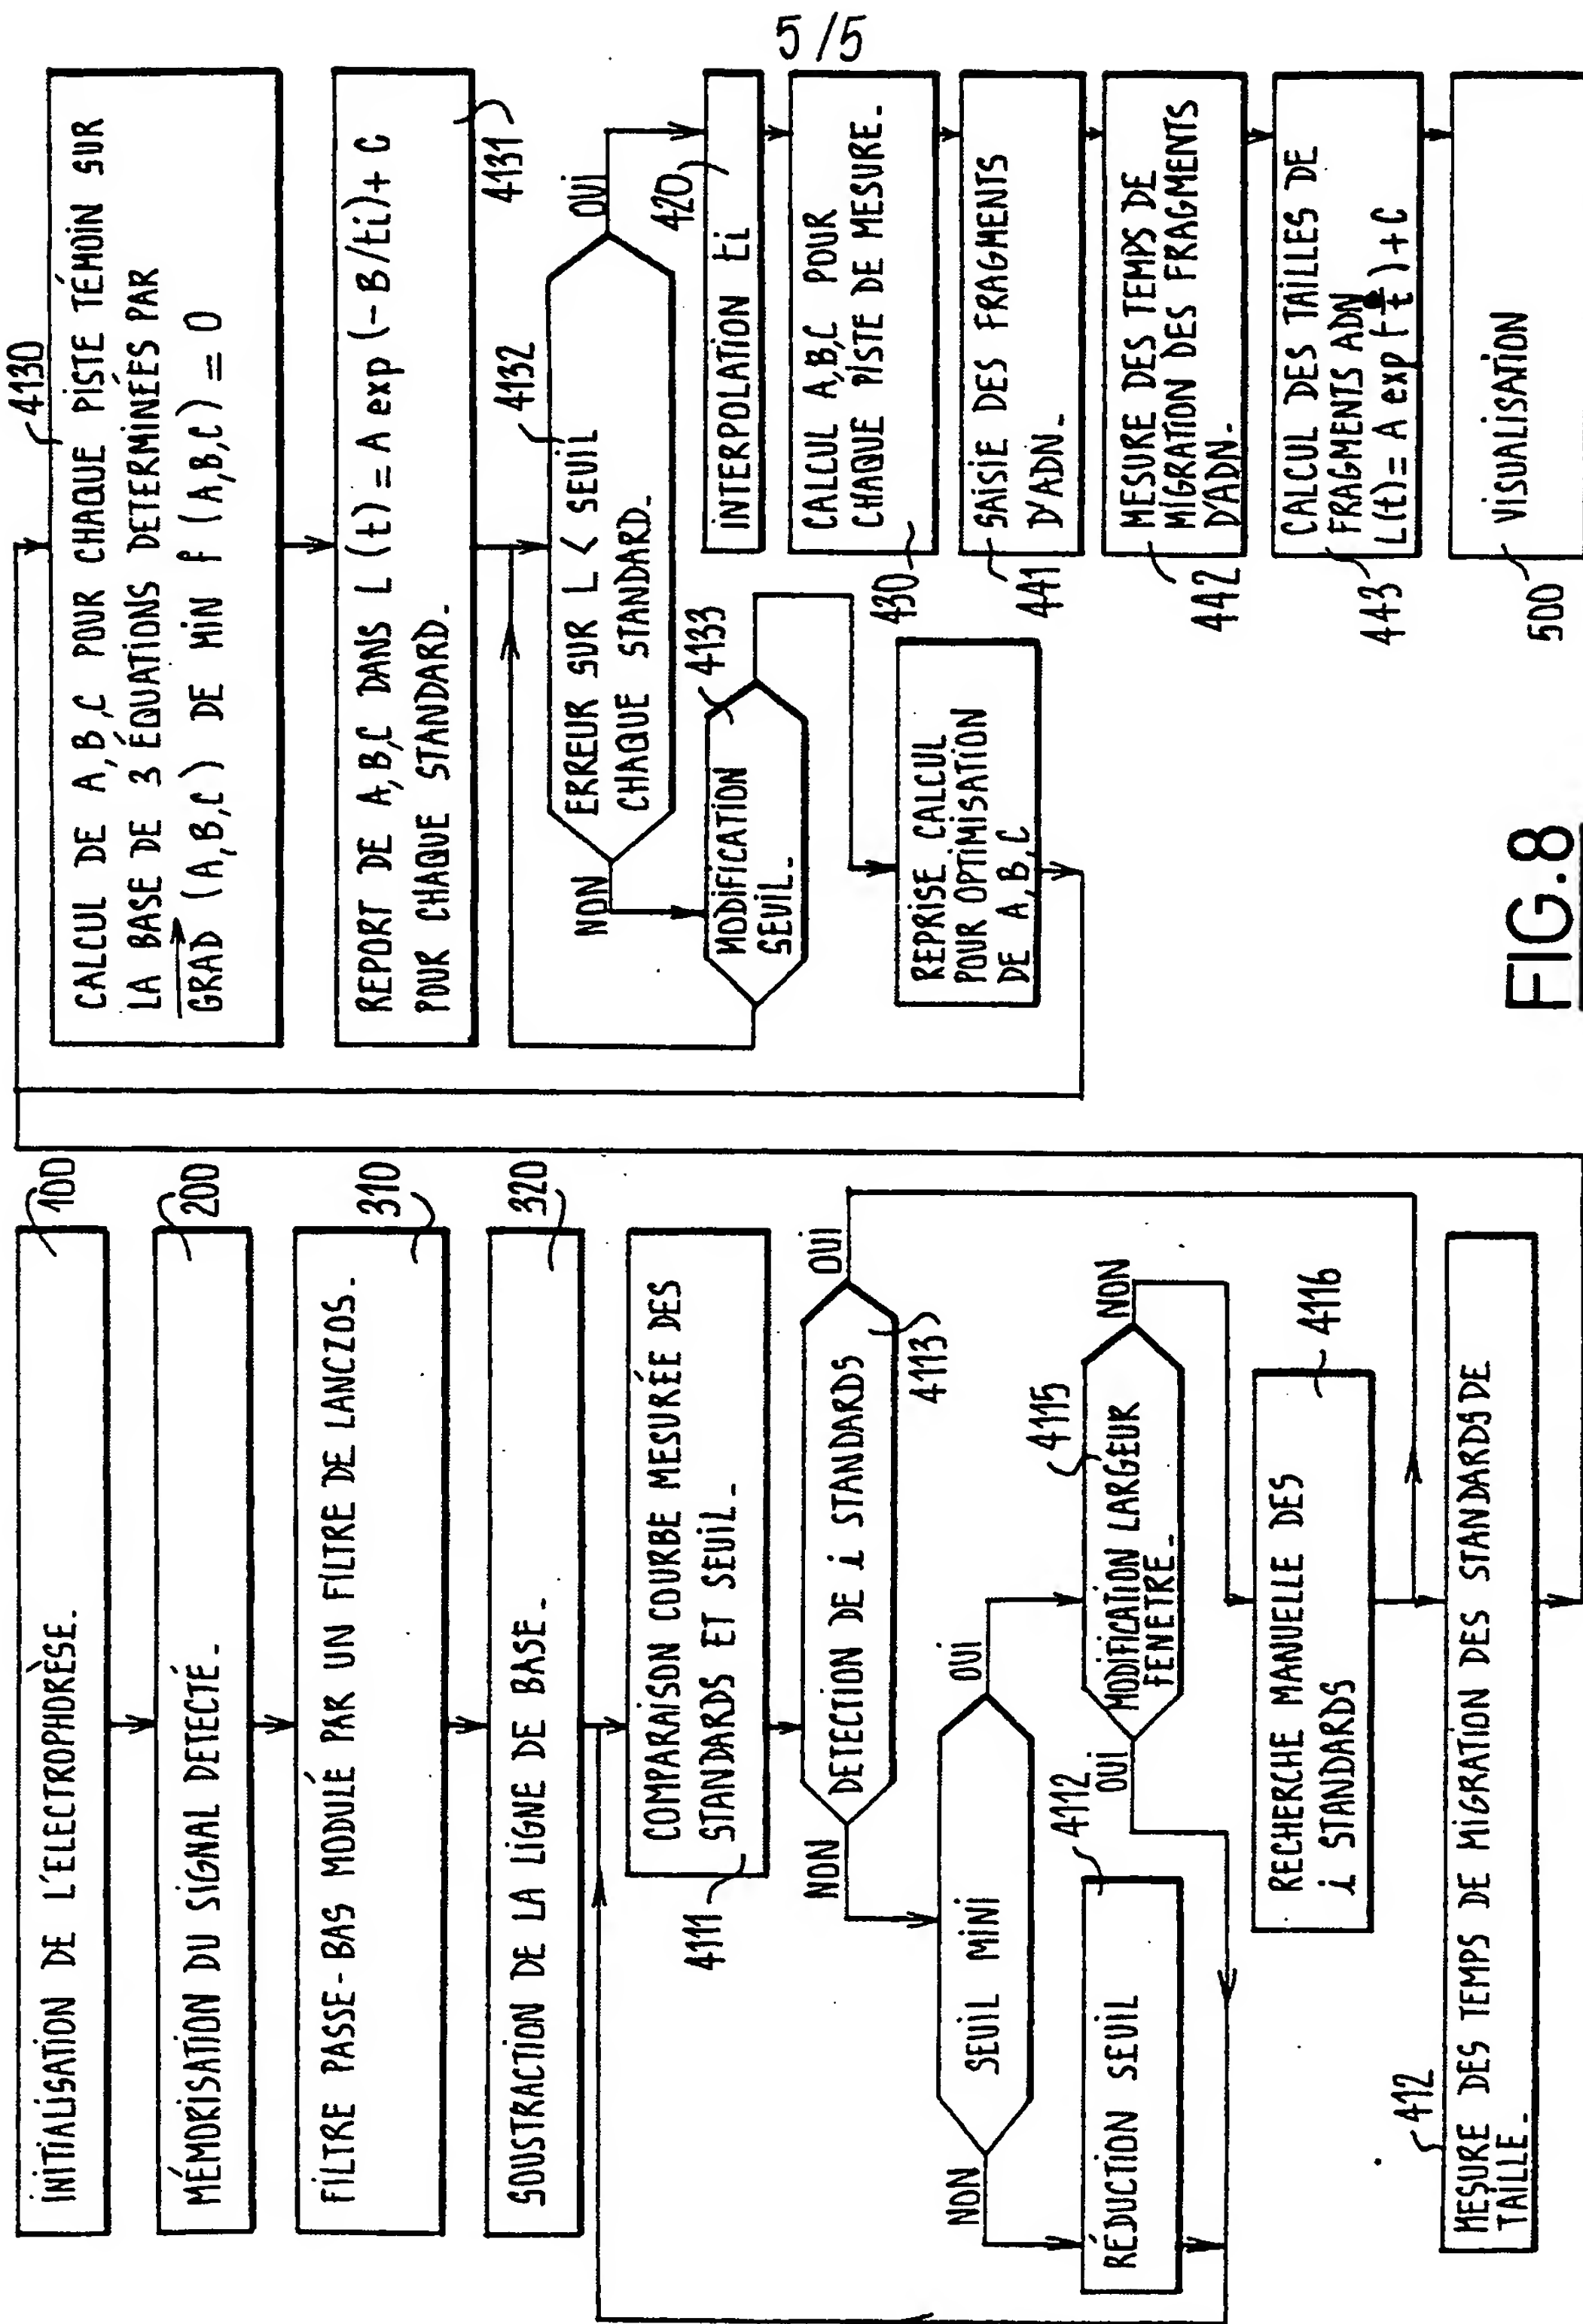 5/5
100
INITIALISATION DE L'ELECTROPHORÈSE.
200
MÉMORISATION DU SIGNAL DETECTÉ.
310
FILTRE PASSE-BAS MODULÉ PAR UN FILTRE DE LANCZOS.
320
SOUSTRACTION DE LA LIGNE DE BASE.
COMPARAISON COURBE MESURÉE DES
STANDARDS ET SEUIL.
4111
DETECTION DE i STANDARDS
4113
OUI
NON
SEUIL MINI
OUI
NON
4112
RÉDUCTION SEUIL
4115
MODIFICATION LARGEUR
FENETRE.
OUI
NON
4116
RECHERCHE MANUELLE DES
i STANDARDS
412
MESURE DES TEMPS DE MIGRATION DES STANDARDS DE
TAILLE.
4130
CALCUL DE A,B,C POUR CHAQUE PISTE TÉMOIN SUR
LA BASE DE 3 ÉQUATIONS DETERMINÉES PAR
GRAD (A,B,C) DE MIN f (A,B,C) = 0
REPORT DE A,B,C DANS L (t) = A exp (-B/ti)+ C
POUR CHAQUE STANDARD.
4131
4132
ERREUR SUR L < SEUIL
CHAQUE STANDARD.
OUI
NON
4133
MODIFICATION
SEUIL.
REPRISE CALCUL
POUR OPTIMISATION
DE A,B,C
420
INTERPOLATION ti
CALCUL A,B,C POUR
CHAQUE PISTE DE MESURE.
430
SAISIE DES FRAGMENTS
D'ADN.
441
MESURE DES TEMPS DE
MIGRATION DES FRAGMENTS
D'ADN.
442
CALCUL DES TAILLES DE
FRAGMENTS ADN
L(t)= A exp ( t )+C
443
VISUALISATION
500
FIG.8